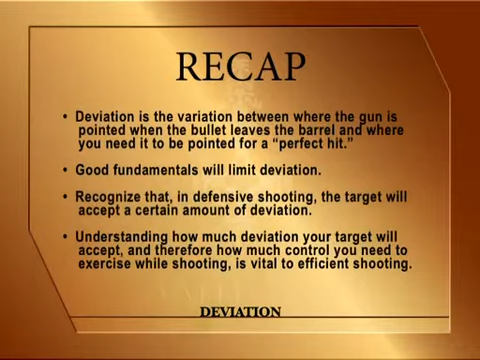 RECAP
• Deviation is the variation between where the gun is
pointed when the bullet leaves the barrel and where
you need it to be pointed for a “perfect hit.”
• Good fundamentals will limit deviation.
• Recognize that, in defensive shooting, the target will
accept a certain amount of deviation.
• Understanding how much deviation your target will
accept, and therefore how much control you need to
exercise while shooting, is vital to efficient shooting.
DEVIATION